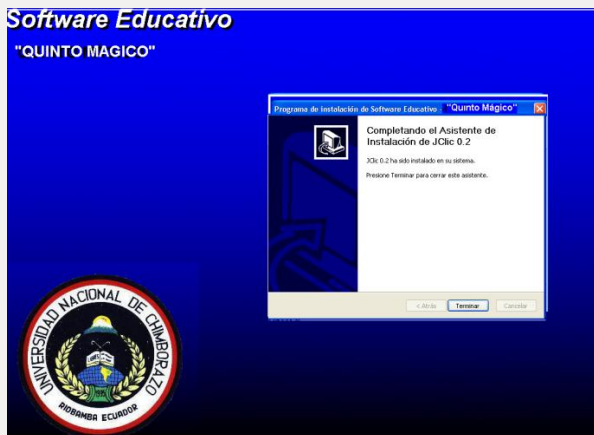 Software Educativo
"QUINTO MAGICO"
Programa de instalación de Software Educativo - "Quinto Mágico"
Completando el Asistente de
Instalación de JClic 0.2
JClic 0.2 ha sido instalado en su sistema.
Presione Terminar para cerrar este asistente.
< Atrás Terminar Cancelar
UNIVERSIDAD NACIONAL DE CHIMBORAZO
RIOBAMBA ECUADOR